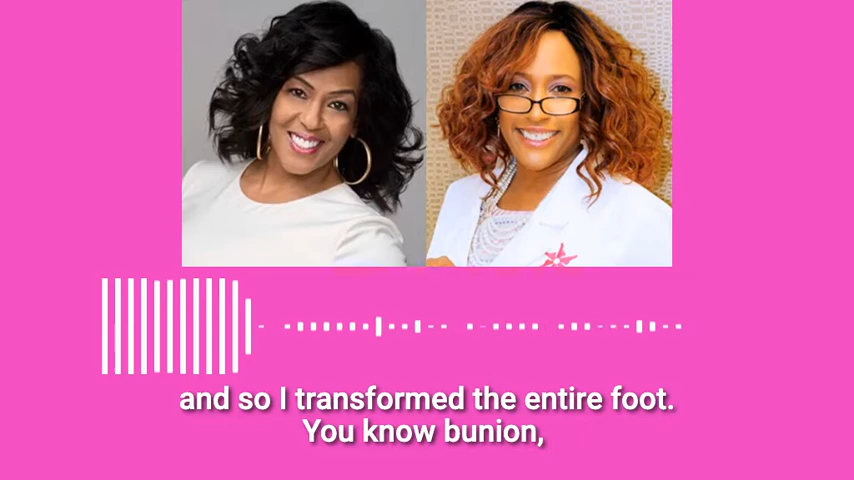 and so I transformed the entire foot.
You know bunion,